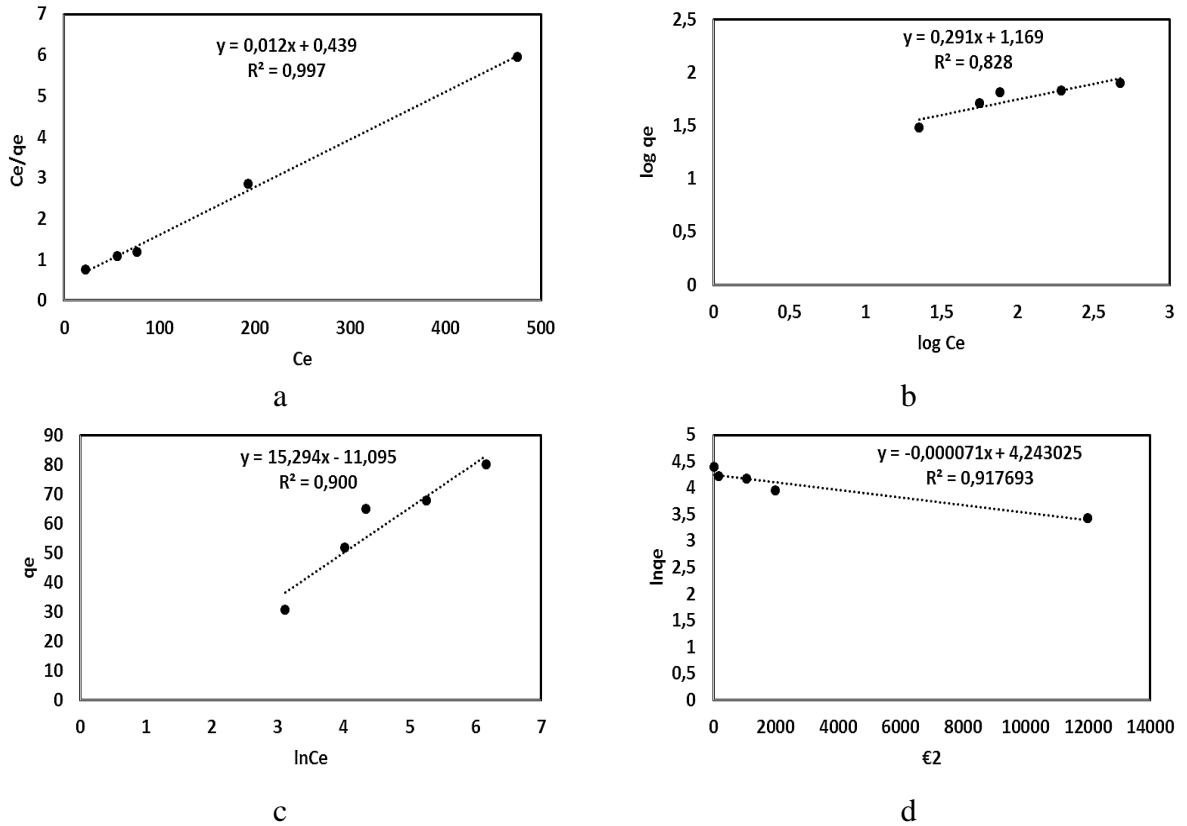 7
6
5
4
3
2
1
0
Ce/qe
y = 0,012x + 0,439
R² = 0,997
0 100 200 300 400 500
Ce
a
2,5
2
1,5
1
0,5
0
log qe
y = 0,291x + 1,169
R² = 0,828
0 0,5 1 1,5 2 2,5 3
log Ce
b
90
80
70
60
50
40
30
20
10
0
qe
y = 15,294x - 11,095
R² = 0,900
0 1 2 3 4 5 6 7
lnCe
c
5
4,5
4
3,5
3
2,5
2
1,5
1
0,5
0
lnqe
y = -0,000071x + 4,243025
R² = 0,917693
0 2000 4000 6000 8000 10000 12000 14000
€2
d